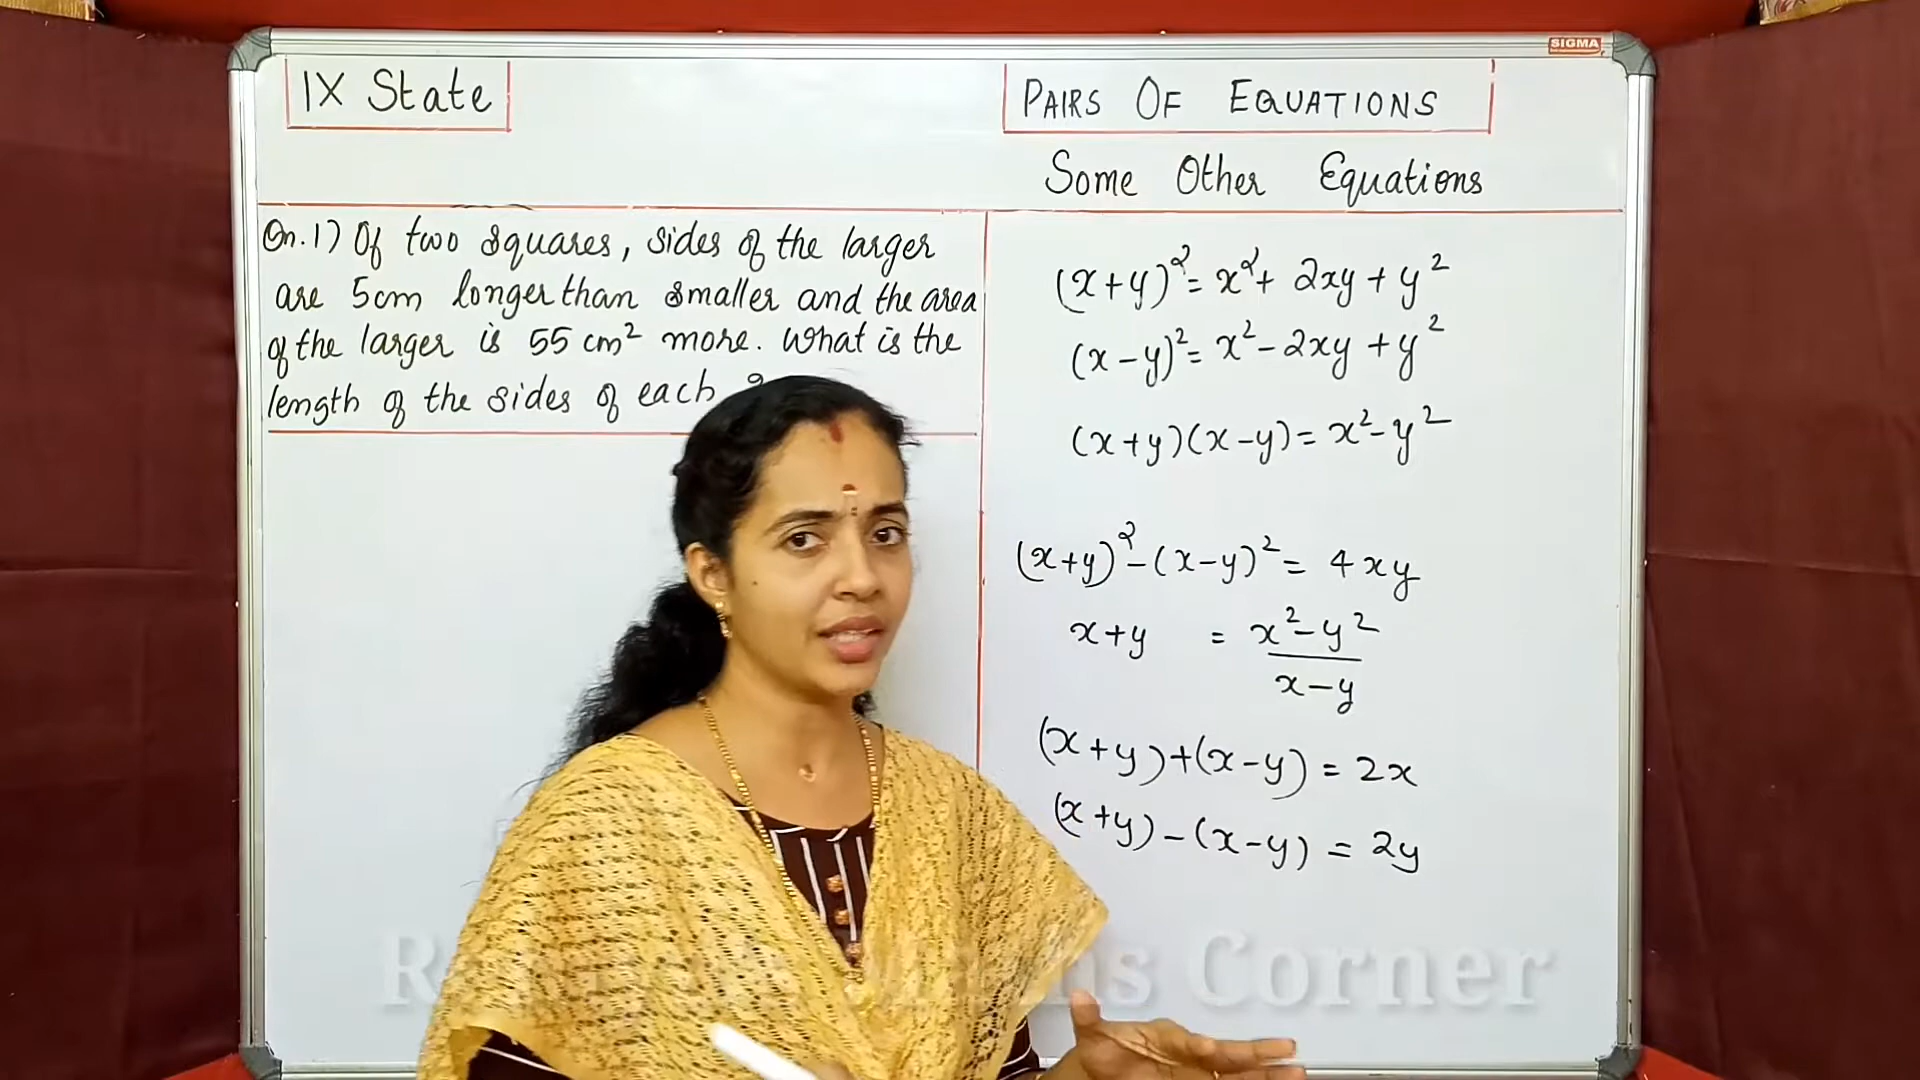 SIGMA
IX State
PAIRS OF EQUATIONS
Some Other Equations
Qn.1) Of two squares, sides of the larger
are 5cm longer than smaller and the area
of the larger is 55 cm² more. What is the
length of the sides of each ?
(x+y)² = x² + 2xy + y²
(x-y)² = x² - 2xy + y²
(x+y)(x-y) = x² - y²
(x+y)² - (x-y)² = 4xy
x+y = x² - y²
x-y
(x+y)+(x-y) = 2x
(x+y)-(x-y) = 2y
Corner